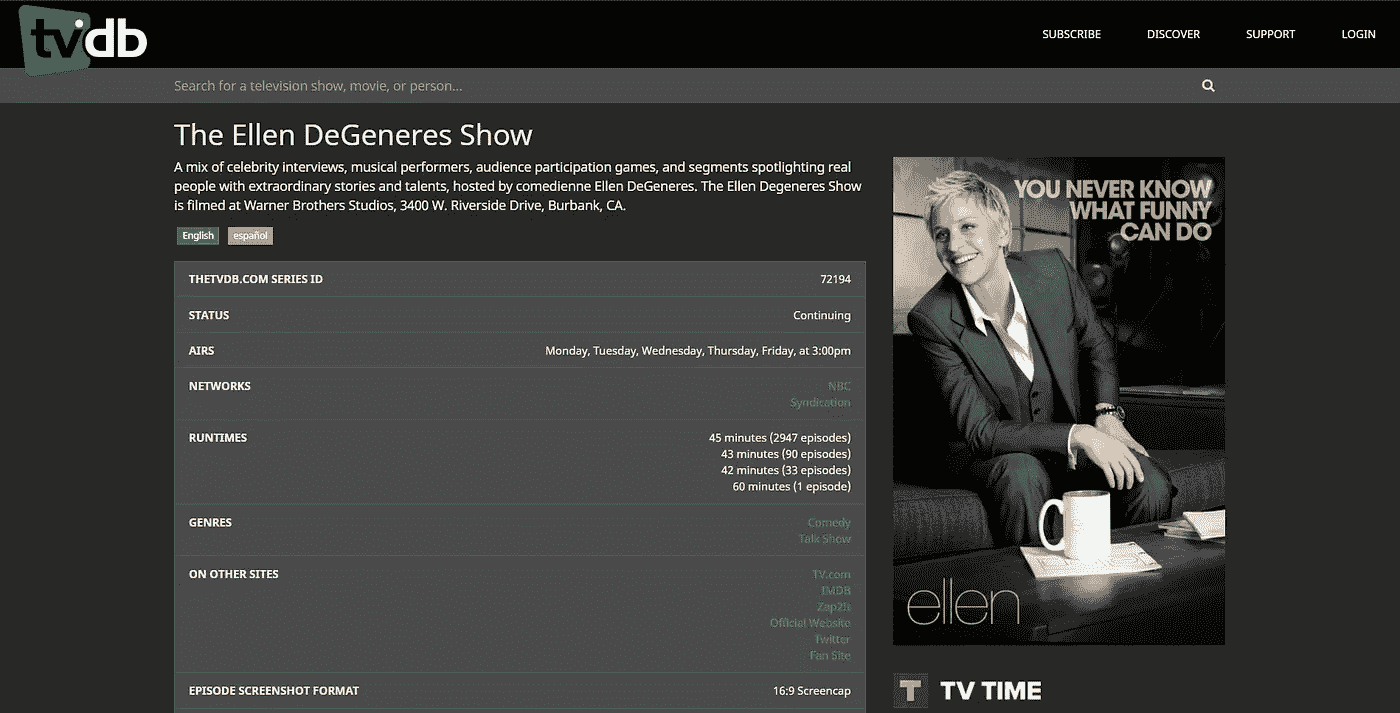 tvdb
SUBSCRIBE
DISCOVER
SUPPORT
LOGIN
Search for a television show, movie, or person...
The Ellen DeGeneres Show
A mix of celebrity interviews, musical performers, audience participation games, and segments spotlighting real
people with extraordinary stories and talents, hosted by comedienne Ellen DeGeneres. The Ellen Degeneres Show
is filmed at Warner Brothers Studios, 3400 W. Riverside Drive, Burbank, CA.
English
español
THETVDB.COM SERIES ID 72194
STATUS Continuing
AIRS Monday, Tuesday, Wednesday, Thursday, Friday, at 3:00pm
NETWORKS NBC
Syndication
RUNTIMES 45 minutes (2947 episodes)
43 minutes (90 episodes)
42 minutes (33 episodes)
60 minutes (1 episode)
GENRES Comedy
Talk Show
ON OTHER SITES TV.com
IMDB
Zap2It
Official Website
Twitter
Fan Site
EPISODE SCREENSHOT FORMAT 16:9 Screencap
YOU NEVER KNOW
WHAT FUNNY
CAN DO
ellen
T TV TIME